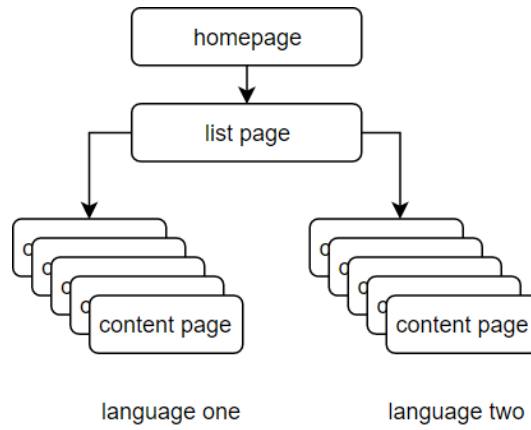 homepage
list page
content page
content page
language one
language two